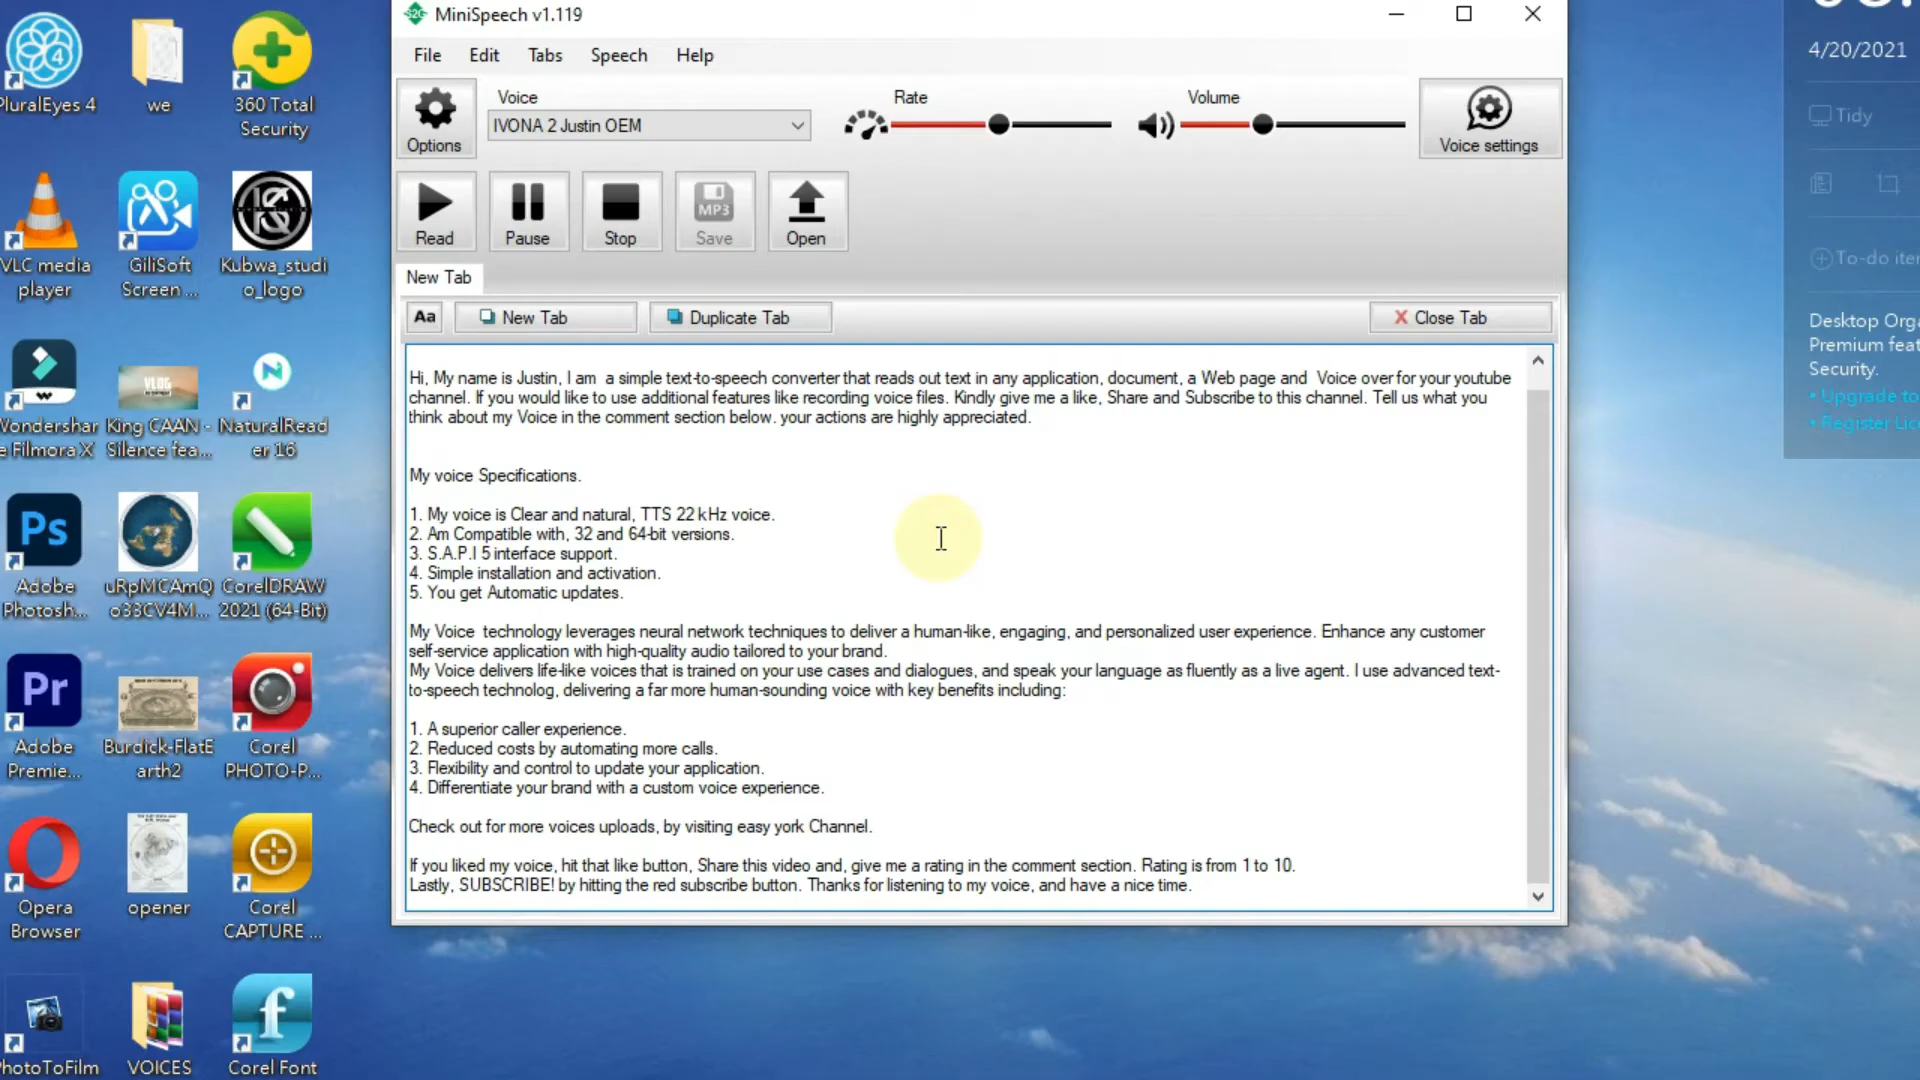 MiniSpeech v1.119
File Edit Tabs Speech Help
Options
Voice
IVONA 2 Justin OEM
Rate
Volume
Voice settings
Read
Pause
Stop
MP3
Save
Open
New Tab
Aa
New Tab
Duplicate Tab
X Close Tab
Hi, My name is Justin, I am  a simple text-to-speech converter that reads out text in any application, document, a Web page and  Voice over for your youtube
channel. If you would like to use additional features like recording voice files. Kindly give me a like, Share and Subscribe to this channel. Tell us what you
think about my Voice in the comment section below. your actions are highly appreciated.
My voice Specifications.
1. My voice is Clear and natural, TTS 22 kHz voice.
2. Am Compatible with, 32 and 64-bit versions.
3. S.A.P.I 5 interface support.
4. Simple installation and activation.
5. You get Automatic updates.
My Voice  technology leverages neural network techniques to deliver a human-like, engaging, and personalized user experience. Enhance any customer
self-service application with high-quality audio tailored to your brand.
My Voice delivers life-like voices that is trained on your use cases and dialogues, and speak your language as fluently as a live agent. I use advanced text-
to-speech technolog, delivering a far more human-sounding voice with key benefits including:
1. A superior caller experience.
2. Reduced costs by automating more calls.
3. Flexibility and control to update your application.
4. Differentiate your brand with a custom voice experience.
Check out for more voices uploads, by visiting easy york Channel.
If you liked my voice, hit that like button, Share this video and, give me a rating in the comment section. Rating is from 1 to 10.
Lastly, SUBSCRIBE! by hitting the red subscribe button. Thanks for listening to my voice, and have a nice time.
PluralEyes 4
we
360 Total
Security
VLC media
player
GiliSoft
Screen ...
Kubwa_studi
o_logo
Wondershar
e Filmora X
VLOG
King CAAN -
Silence fea...
N
NaturalRead
er 16
Ps
Adobe
Photosh...
uRpMCAmQ
o33CV4M...
CorelDRAW
2021 (64-Bit)
Pr
Adobe
Premie...
Burdick-FlatE
arth2
Corel
PHOTO-P...
Opera
Browser
opener
Corel
CAPTURE ...
PhotoToFilm
VOICES
f
Corel Font
4/20/2021
Tidy
To-do iter
Desktop Orga
Premium feat
Security.
• Upgrade to
• Register Lic